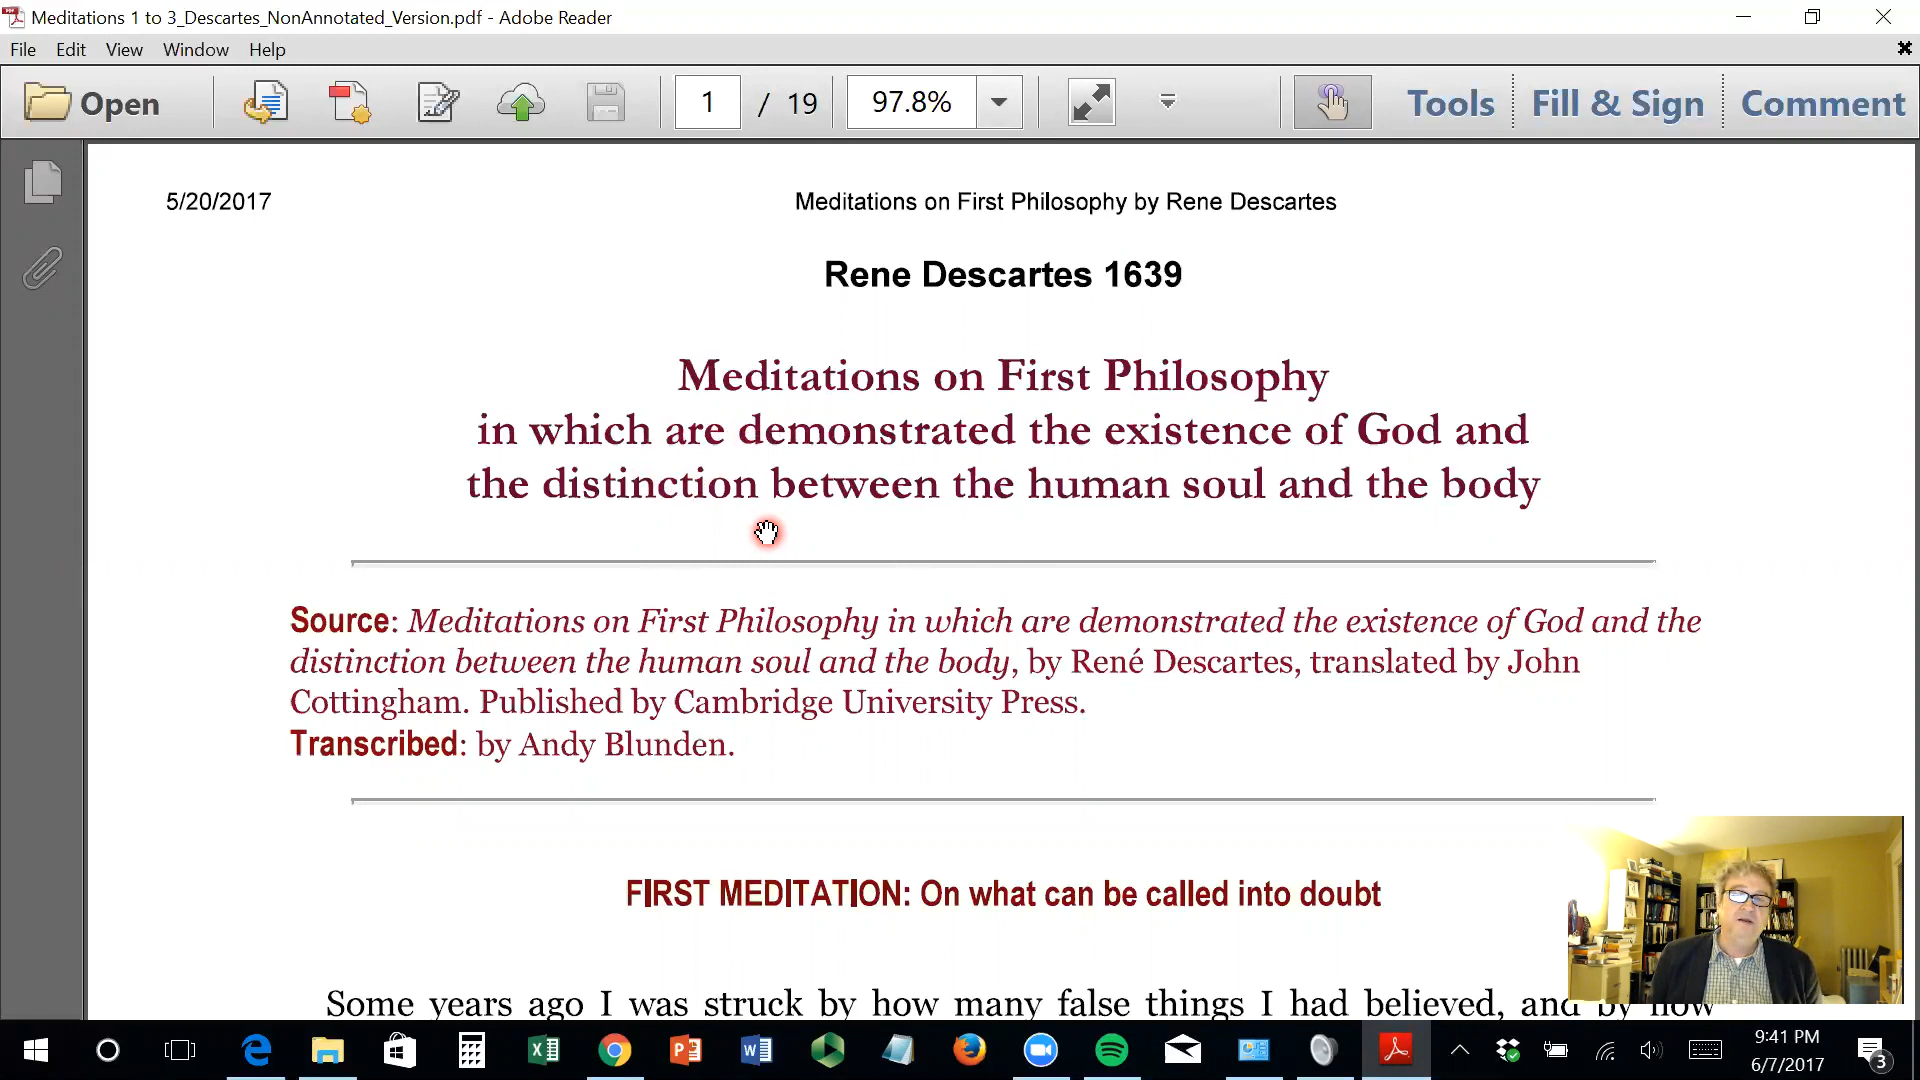 Meditations 1 to 3_Descartes_NonAnnotated_Version.pdf - Adobe Reader
File Edit View Window Help
Open 1 / 19 97.8% Tools Fill & Sign Comment
5/20/2017 Meditations on First Philosophy by Rene Descartes
Rene Descartes 1639
Meditations on First Philosophy
in which are demonstrated the existence of God and
the distinction between the human soul and the body
Source: Meditations on First Philosophy in which are demonstrated the existence of God and the
distinction between the human soul and the body, by René Descartes, translated by John
Cottingham. Published by Cambridge University Press.
Transcribed: by Andy Blunden.
FIRST MEDITATION: On what can be called into doubt
Some years ago I was struck by how many false things I had believed, and by how
9:41 PM
6/7/2017
3